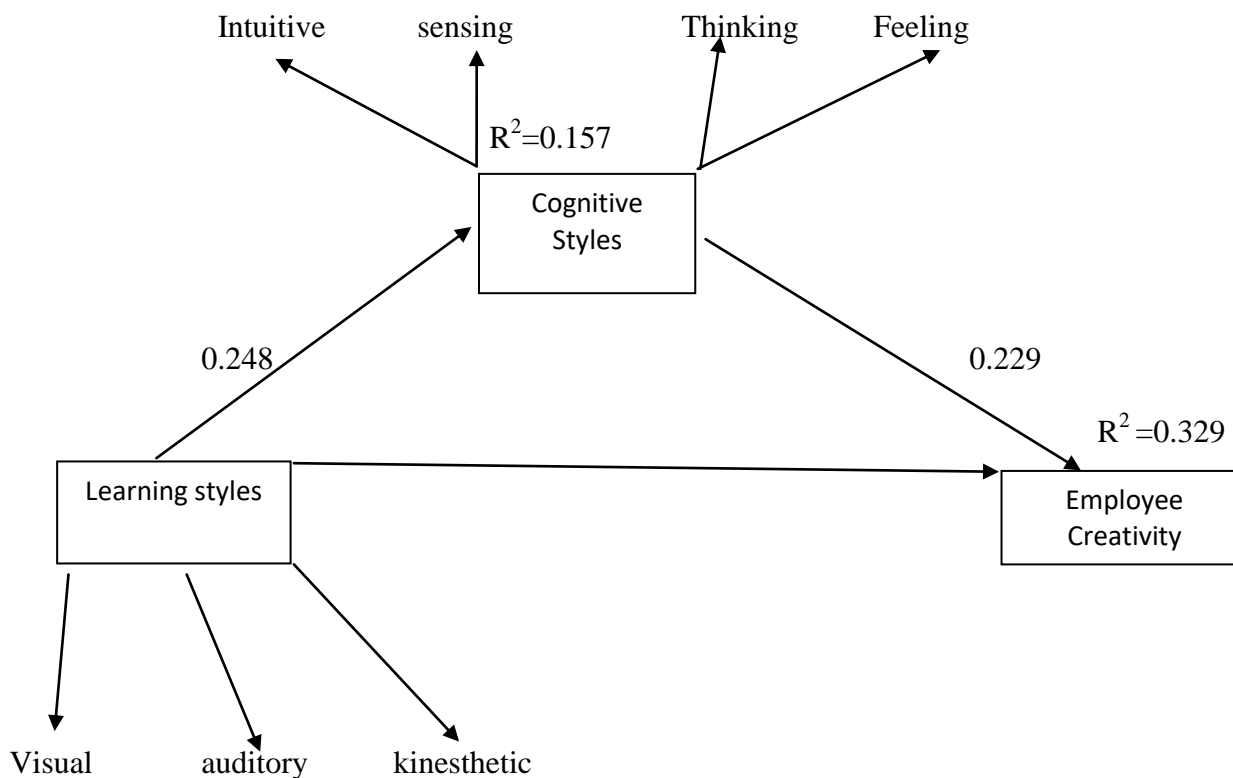 Intuitive sensing Thinking Feeling
R²=0.157
Cognitive
Styles
0.248 0.229
R² =0.329
Learning styles
Employee
Creativity
Visual auditory kinesthetic